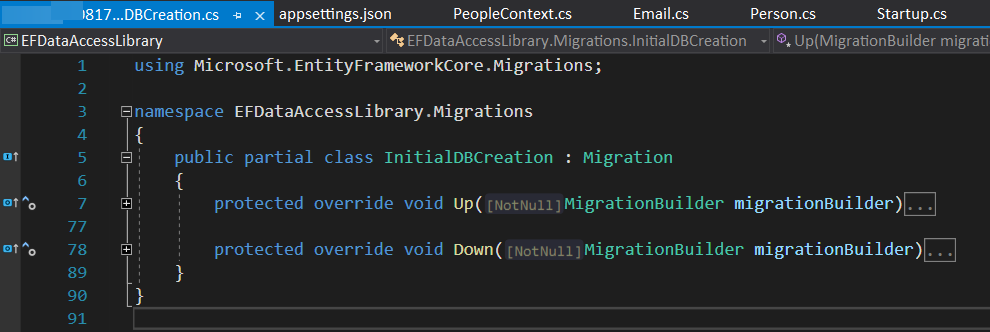 0817...DBCreation.cs appsettings.json PeopleContext.cs Email.cs Person.cs Startup.cs
C# EFDataAccessLibrary EFDataAccessLibrary.Migrations.InitialDBCreation Up(MigrationBuilder migratio
1 using Microsoft.EntityFrameworkCore.Migrations;
2
3 namespace EFDataAccessLibrary.Migrations
4 {
5 public partial class InitialDBCreation : Migration
6 {
7 protected override void Up([NotNull]MigrationBuilder migrationBuilder)...
77
78 protected override void Down([NotNull]MigrationBuilder migrationBuilder)...
89 }
90 }
91